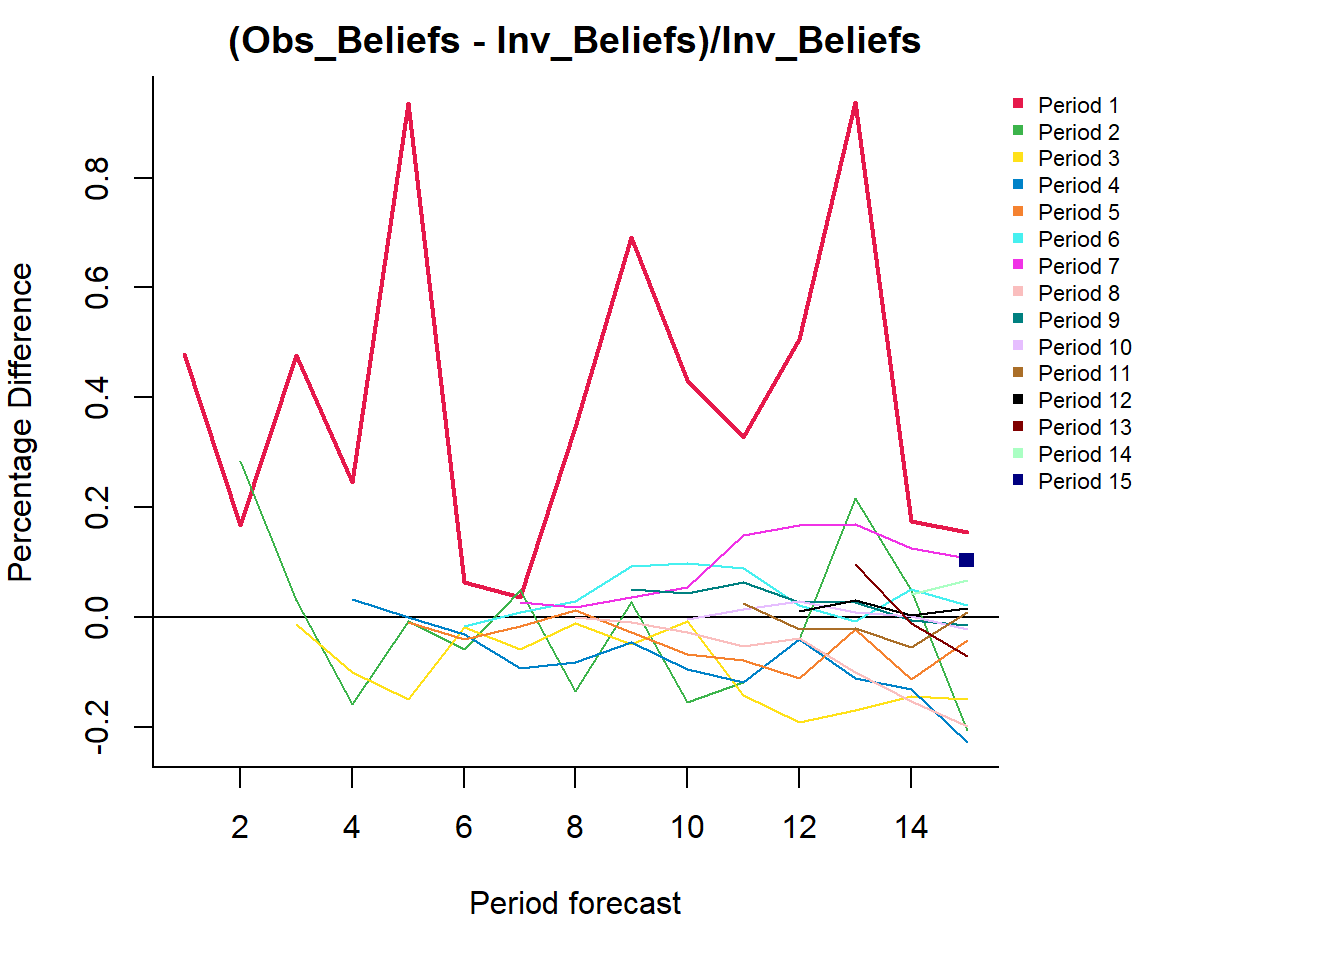 (Obs_Beliefs - Inv_Beliefs)/Inv_Beliefs
Percentage Difference
0.8
0.6
0.4
0.2
0.0
-0.2
2
4
6
8
10
12
14
Period forecast
Period 1
Period 2
Period 3
Period 4
Period 5
Period 6
Period 7
Period 8
Period 9
Period 10
Period 11
Period 12
Period 13
Period 14
Period 15